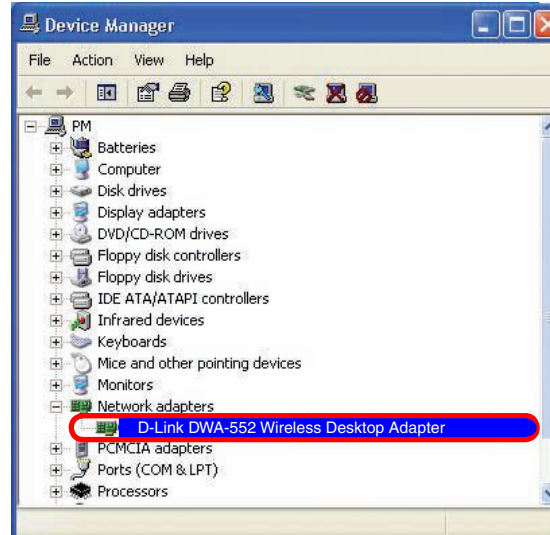 Device Manager
File Action View Help
PM
Batteries
Computer
Disk drives
Display adapters
DVD/CD-ROM drives
Floppy disk controllers
Floppy disk drives
IDE ATA/ATAPI controllers
Infrared devices
Keyboards
Mice and other pointing devices
Monitors
Network adapters
D-Link DWA-552 Wireless Desktop Adapter
PCMCIA adapters
Ports (COM & LPT)
Processors